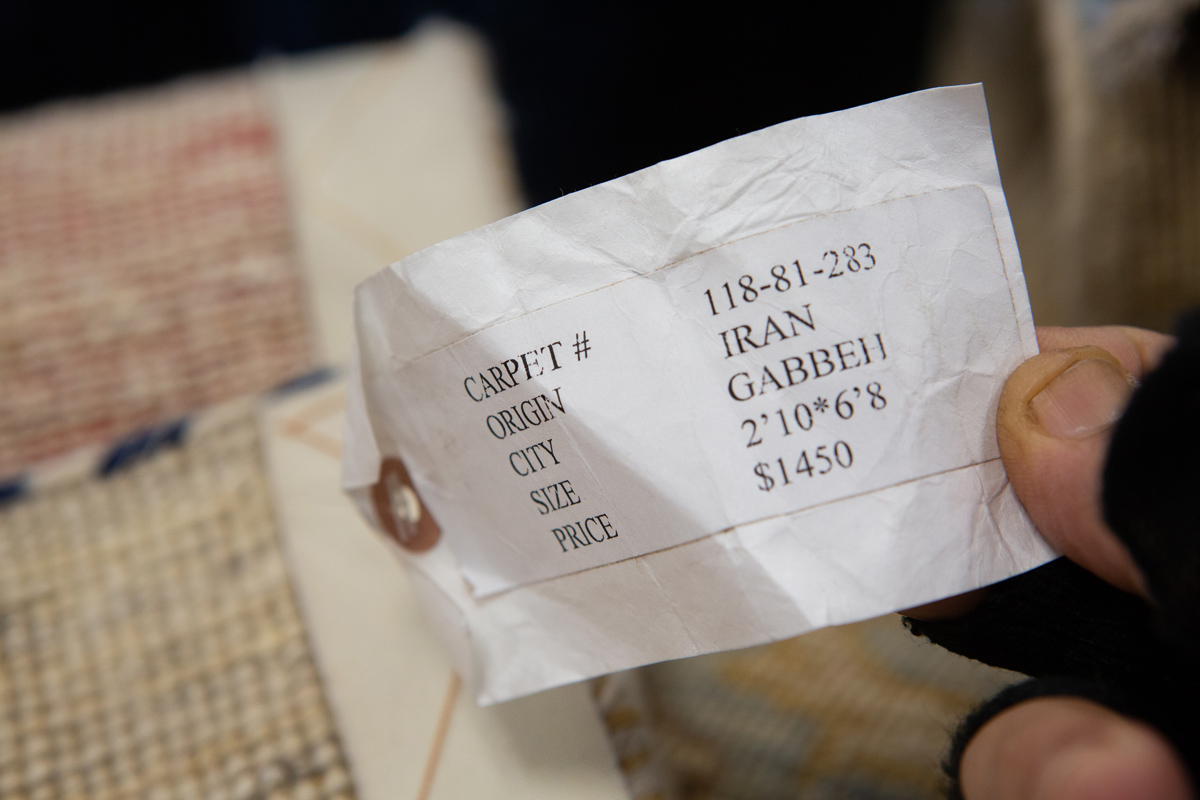 CARPET # 118-81-283
ORIGIN IRAN
CITY GABBEH
SIZE 2'10*6'8
PRICE $1450